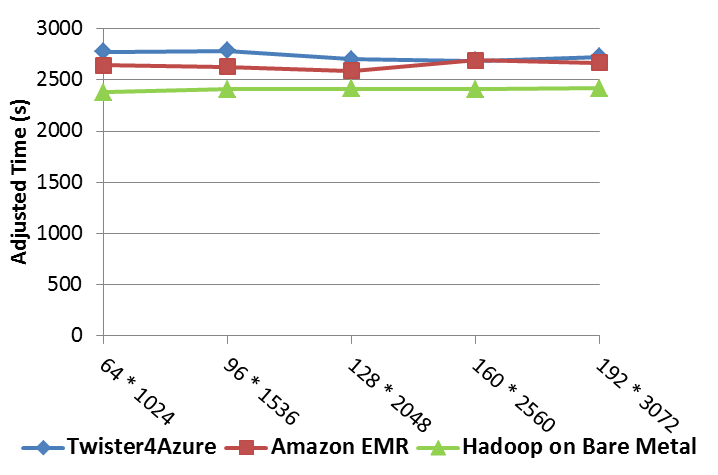 3000
2500
2000
1500
1000
500
0
Adjusted Time (s)
64 * 1024
96 * 1536
128 * 2048
160 * 2560
192 * 3072
Twister4Azure Amazon EMR Hadoop on Bare Metal